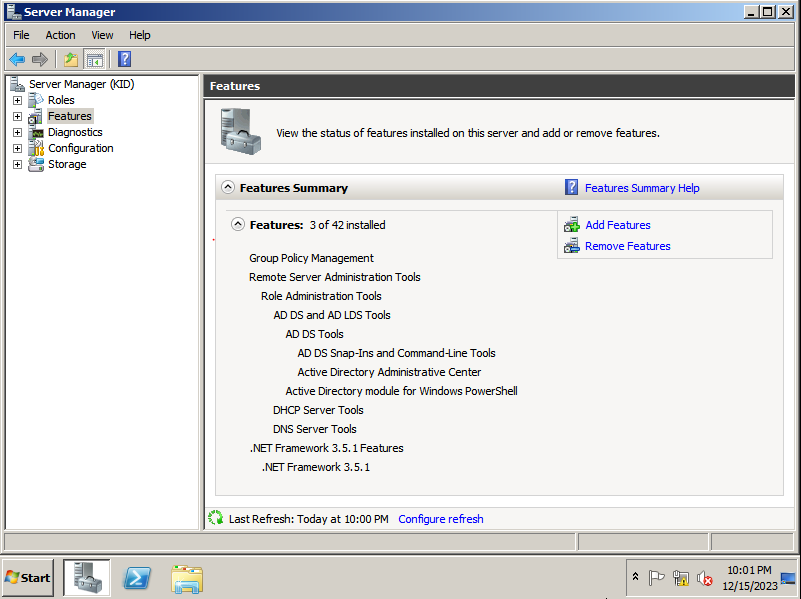 Server Manager
File Action View Help
Server Manager (KID)
Roles
Features
Diagnostics
Configuration
Storage
Features
View the status of features installed on this server and add or remove features.
Features Summary
Features Summary Help
Features: 3 of 42 installed
Add Features
Remove Features
Group Policy Management
Remote Server Administration Tools
Role Administration Tools
AD DS and AD LDS Tools
AD DS Tools
AD DS Snap-Ins and Command-Line Tools
Active Directory Administrative Center
Active Directory module for Windows PowerShell
DHCP Server Tools
DNS Server Tools
.NET Framework 3.5.1 Features
.NET Framework 3.5.1
Last Refresh: Today at 10:00 PM Configure refresh
Start
10:01 PM
12/15/2023